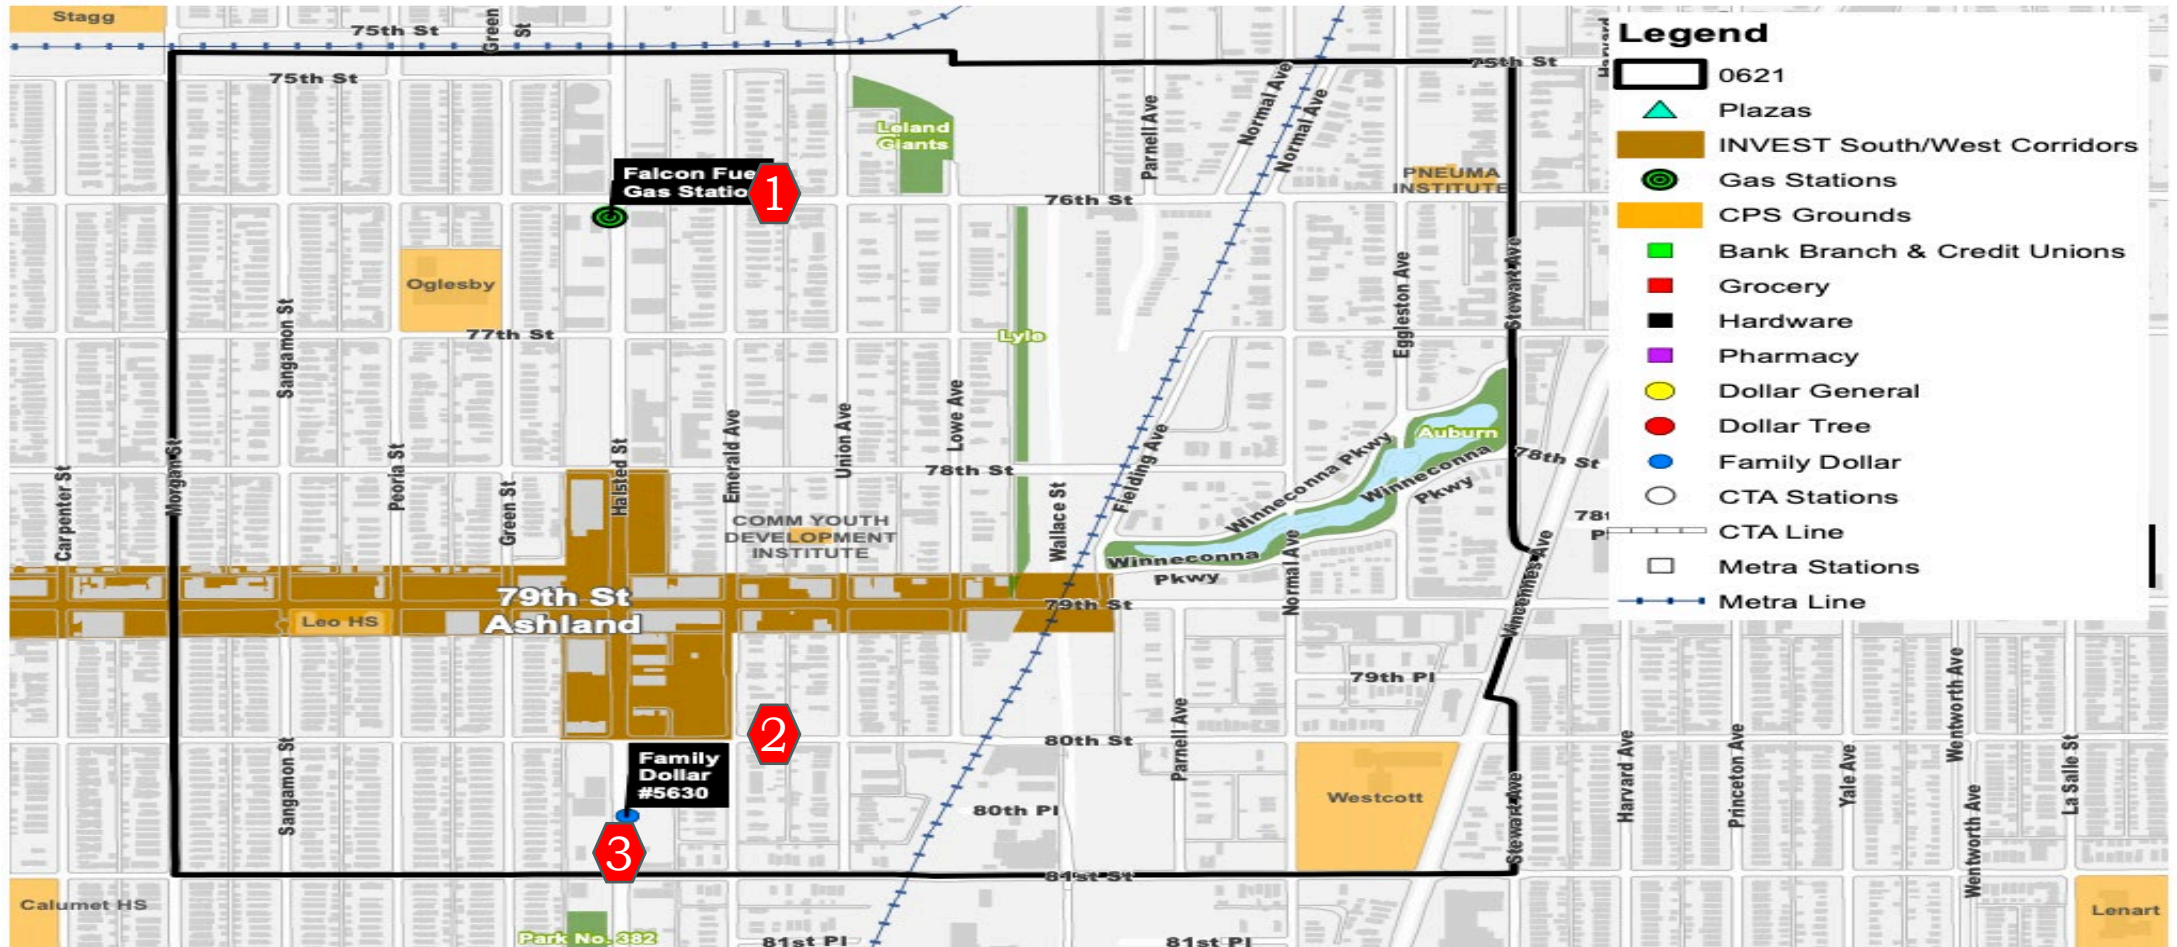 Stagg
75th St
Green St
75th St
75th St
Harvard
Leland
Giants
Parnell Ave
Normal Ave
Normal Ave
Falcon Fue
Gas Statio
1
PNEUMA
INSTITUTE
76th St
Oglesby
77th St
Lyle
Sangamon St
Eggleston Ave
Stewart Ave
Auburn
Morgan St
Carpenter St
Peoria St
Green St
Halsted St
Emerald Ave
Union Ave
Lowe Ave
78th St
Wallace St
Fielding Ave
Winneconna Pkwy
Winneconna
Pkwy
78th St
COMM YOUTH
DEVELOPMENT
INSTITUTE
Winneconna
Pkwy
Normal Ave
Vincennes Ave
79th St
Ashland
79th St
Leo HS
79th Pl
2
80th St
Parnell Ave
Family
Dollar
#5630
Sangamon St
80th Pl
Westcott
Stewart Ave
Harvard Ave
Princeton Ave
Yale Ave
Wentworth Ave
Wentworth Ave
La Salle St
3
81st St
Calumet HS
Park No. 382
81st Pl
81st Pl
Lenart
Legend
0621
Plazas
INVEST South/West Corridors
Gas Stations
CPS Grounds
Bank Branch & Credit Unions
Grocery
Hardware
Pharmacy
Dollar General
Dollar Tree
Family Dollar
CTA Stations
CTA Line
Metra Stations
Metra Line